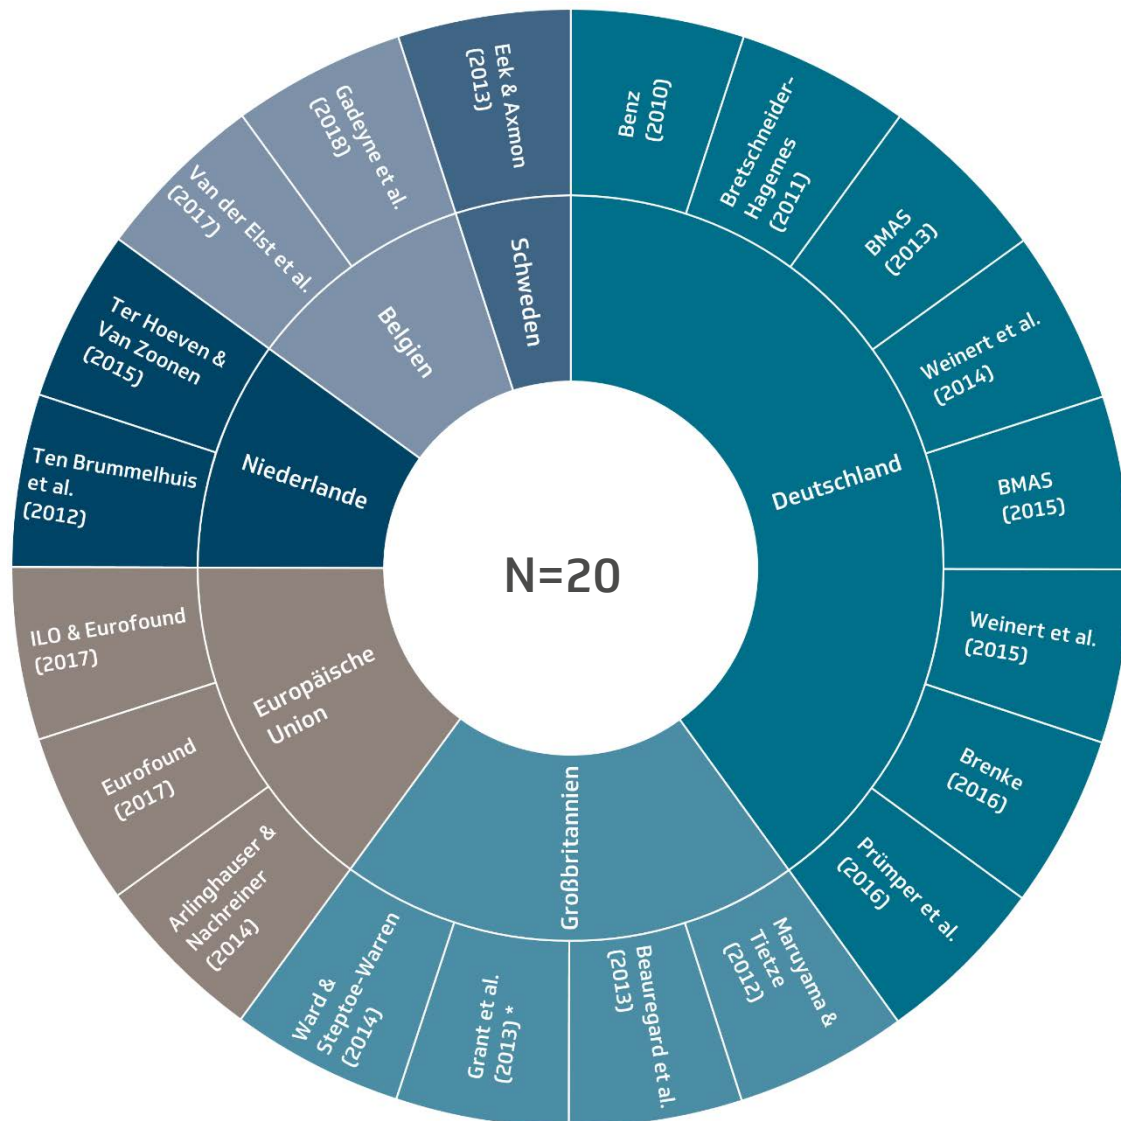 N=20
Deutschland
Benz
(2010)
Bretschneider-
Hagemes
(2011)
BMAS
(2013)
Weinert et al.
(2014)
BMAS
(2015)
Weinert et al.
(2015)
Brenke
(2016)
Prümper et al.
(2016)
Großbritannien
Maruyama &
Tietze
(2012)
Beauregard et al.
(2013)
Grant et al.
(2013) *
Ward &
Steptoe-Warren
(2014)
Europäische
Union
Arlinghauser &
Nachreiner
(2014)
Eurofound
(2017)
ILO & Eurofound
(2017)
Niederlande
Ten Brummelhuis
et al.
(2012)
Ter Hoeven &
Van Zoonen
(2015)
Belgien
Van der Elst et al.
(2017)
Gadeyne et al.
(2018)
Schweden
Eek & Axmon
(2013)